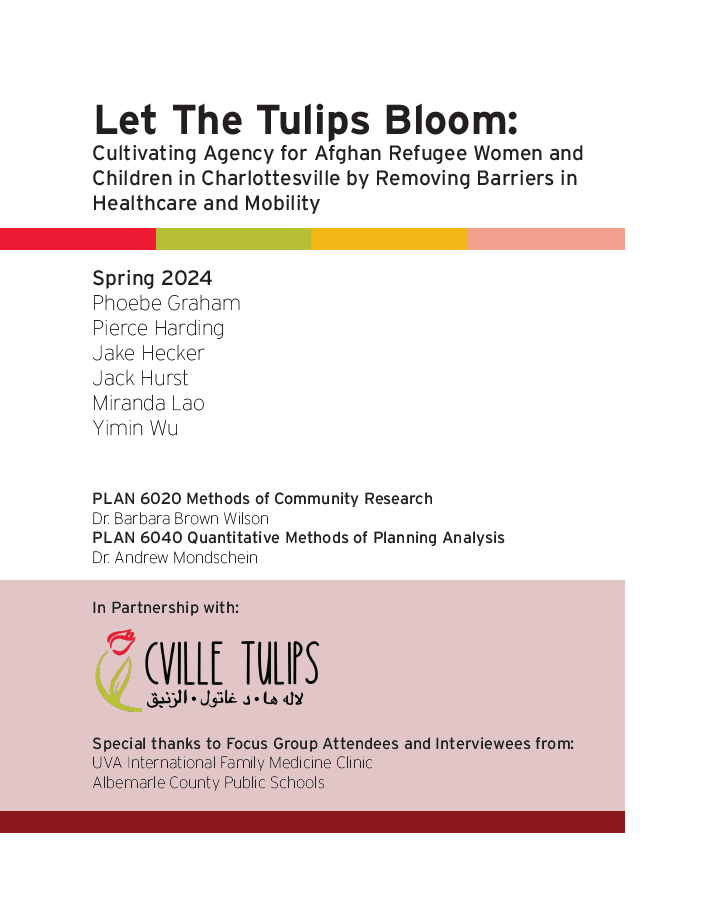 Let The Tulips Bloom:
Cultivating Agency for Afghan Refugee Women and
Children in Charlottesville by Removing Barriers in
Healthcare and Mobility
Spring 2024
Phoebe Graham
Pierce Harding
Jake Hecker
Jack Hurst
Miranda Lao
Yimin Wu
PLAN 6020 Methods of Community Research
Dr. Barbara Brown Wilson
PLAN 6040 Quantitative Methods of Planning Analysis
Dr. Andrew Mondschein
In Partnership with:
CVILLE TULIPS
لاله ها • د غاتول • الزنبق
Special thanks to Focus Group Attendees and Interviewees from:
UVA International Family Medicine Clinic
Albemarle County Public Schools